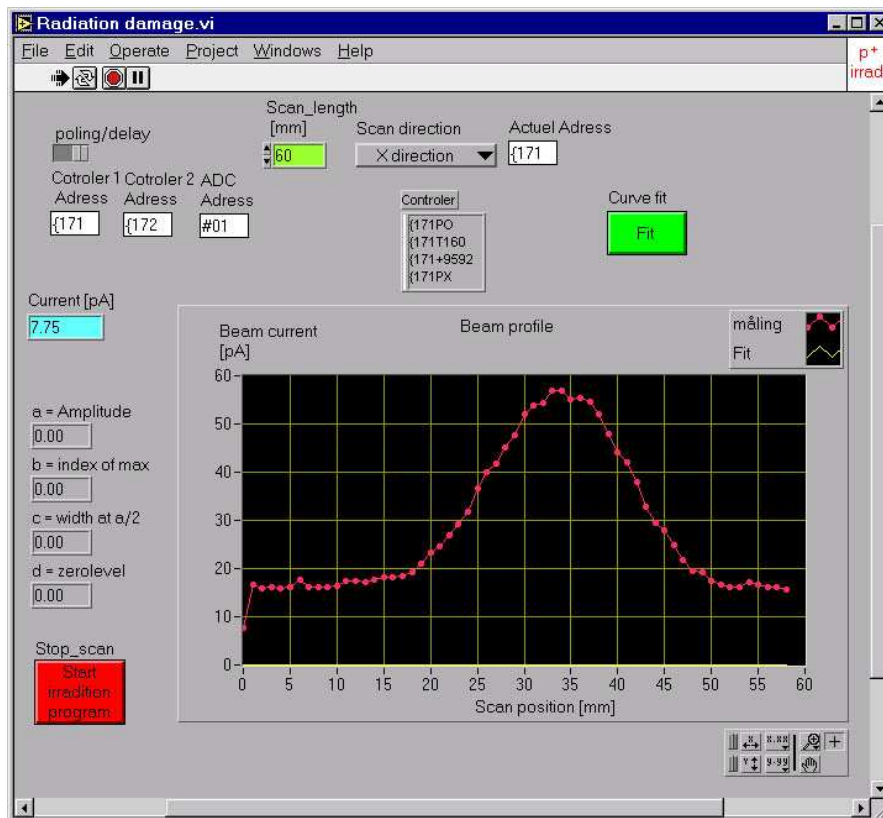 Radiation damage.vi
File Edit Operate Project Windows Help
p+
irrad
poling/delay
Scan_length
[mm]
60
Scan direction
X direction
Actuel Adress
{171
Cotroler 1 Cotroler 2 ADC
Adress Adress Adress
{171 {172 #01
Controler
{171PO
{171T160
{171+9592
{171PX
Curve fit
Fit
Current [pA]
7.75
Beam current
[pA]
Beam profile
måling
Fit
60
50
40
30
20
10
0
0 5 10 15 20 25 30 35 40 45 50 55 60
Scan position [mm]
a = Amplitude
0.00
b = index of max
0.00
c = width at a/2
0.00
d = zerolevel
0.00
Stop_scan
Start
irradition
program
X X.XX
Y Y.YY